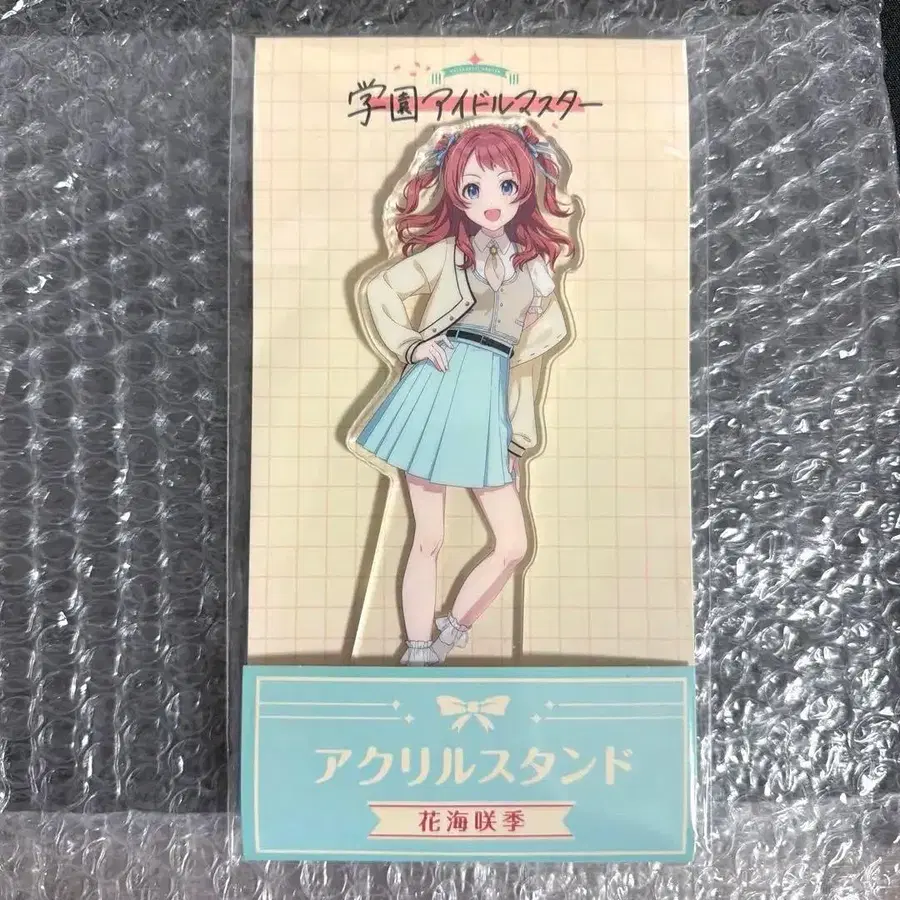 学園アイドルマスター
アクリルスタンド
花海咲季